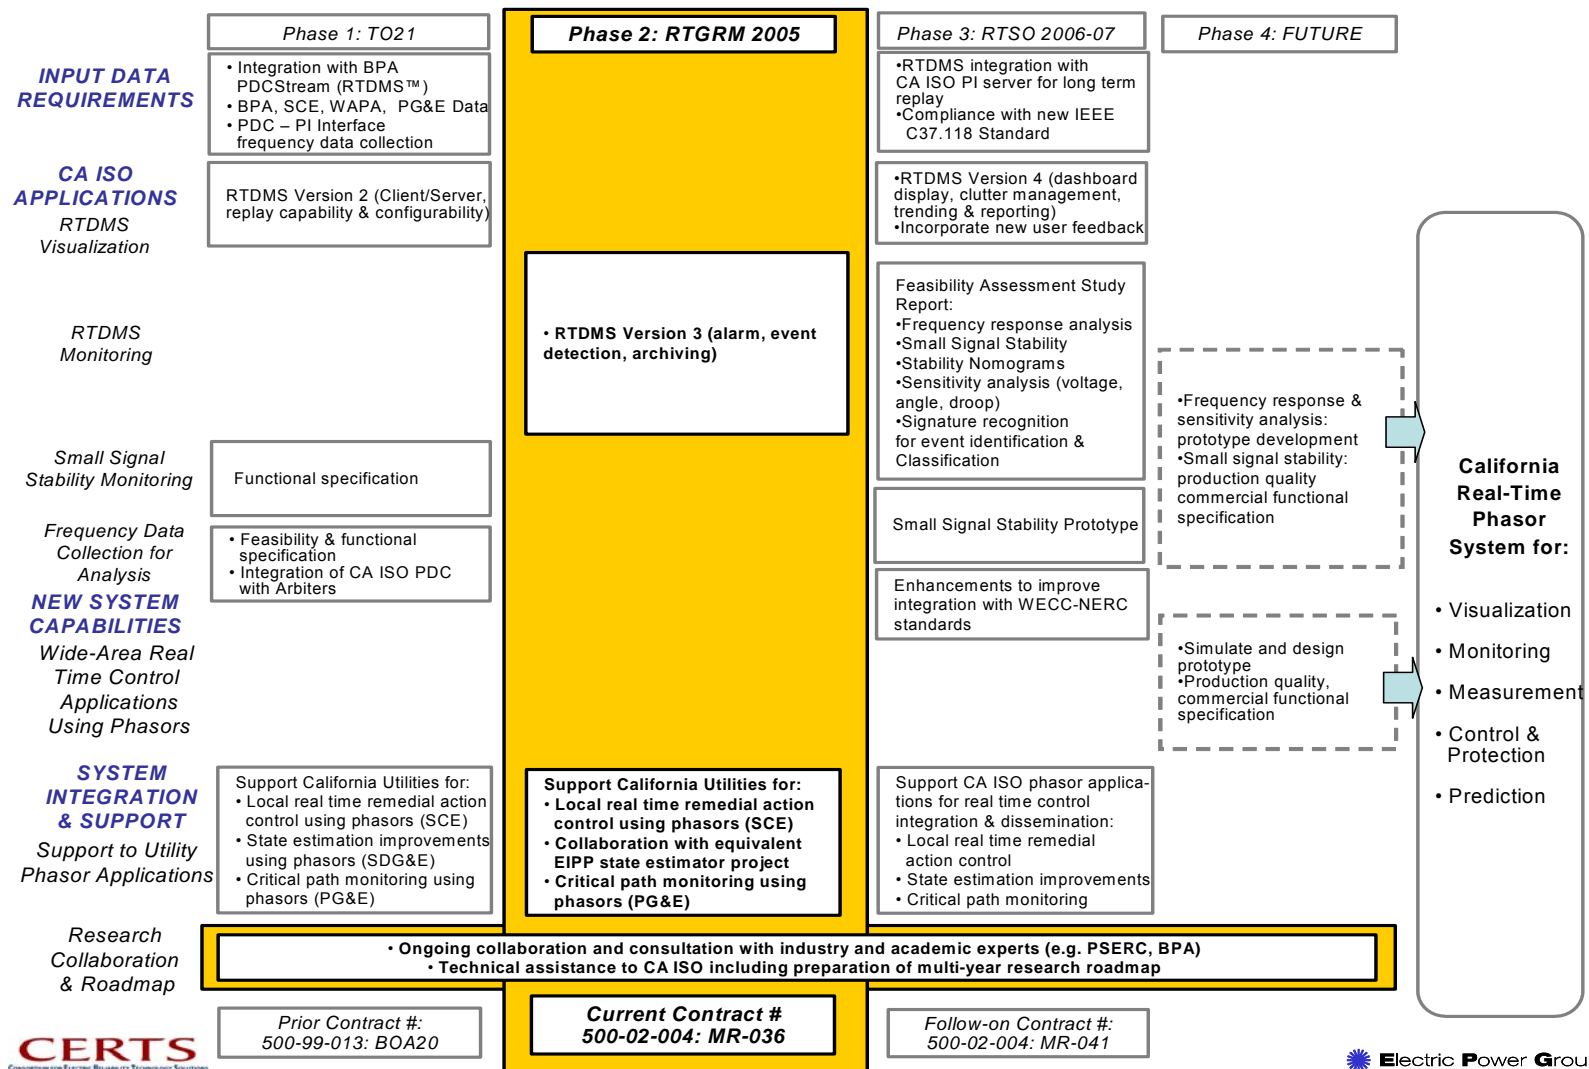 Phase 1: TO21
Phase 2: RTGRM 2005
Phase 3: RTSO 2006-07
Phase 4: FUTURE
INPUT DATA
REQUIREMENTS
• Integration with BPA
PDCStream (RTDMS™)
• BPA, SCE, WAPA, PG&E Data
• PDC – PI Interface
frequency data collection
•RTDMS integration with
CA ISO PI server for long term
replay
•Compliance with new IEEE
C37.118 Standard
CA ISO
APPLICATIONS
RTDMS
Visualization
RTDMS Version 2 (Client/Server,
replay capability & configurability)
•RTDMS Version 4 (dashboard
display, clutter management,
trending & reporting)
•Incorporate new user feedback
RTDMS
Monitoring
• RTDMS Version 3 (alarm, event
detection, archiving)
Feasibility Assessment Study
Report:
•Frequency response analysis
•Small Signal Stability
•Stability Nomograms
•Sensitivity analysis (voltage,
angle, droop)
•Signature recognition
for event identification &
Classification
•Frequency response &
sensitivity analysis:
prototype development
•Small signal stability:
production quality
commercial functional
specification
Small Signal
Stability Monitoring
Functional specification
Small Signal Stability Prototype
Frequency Data
Collection for
Analysis
• Feasibility & functional
specification
• Integration of CA ISO PDC
with Arbiters
Enhancements to improve
integration with WECC-NERC
standards
NEW SYSTEM
CAPABILITIES
Wide-Area Real
Time Control
Applications
Using Phasors
•Simulate and design
prototype
•Production quality,
commercial functional
specification
California
Real-Time
Phasor
System for:
• Visualization
• Monitoring
• Measurement
• Control &
Protection
• Prediction
SYSTEM
INTEGRATION
& SUPPORT
Support to Utility
Phasor Applications
Support California Utilities for:
• Local real time remedial action
control using phasors (SCE)
• State estimation improvements
using phasors (SDG&E)
• Critical path monitoring using
phasors (PG&E)
Support California Utilities for:
• Local real time remedial action
control using phasors (SCE)
• Collaboration with equivalent
EIPP state estimator project
• Critical path monitoring using
phasors (PG&E)
Support CA ISO phasor applica-
tions for real time control
integration & dissemination:
• Local real time remedial
action control
• State estimation improvements
• Critical path monitoring
Research
Collaboration
& Roadmap
• Ongoing collaboration and consultation with industry and academic experts (e.g. PSERC, BPA)
• Technical assistance to CA ISO including preparation of multi-year research roadmap
Prior Contract #:
500-99-013: BOA20
Current Contract #
500-02-004: MR-036
Follow-on Contract #:
500-02-004: MR-041
CERTS
CONSORTIUM FOR ELECTRIC RELIABILITY TECHNOLOGY SOLUTIONS
Electric Power Grou